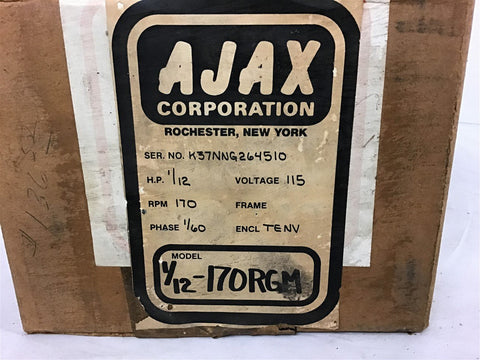 AJAX
CORPORATION
ROCHESTER, NEW YORK
SER. NO. K37NNG264510
H.P. 1/12 VOLTAGE 115
RPM 170 FRAME
PHASE 1/60 ENCL TENV
MODEL
1/12-170RGM